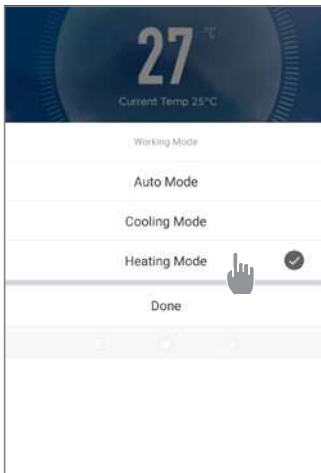 27 °C
Current Temp 25°C
Working Mode
Auto Mode
Cooling Mode
Heating Mode
Done